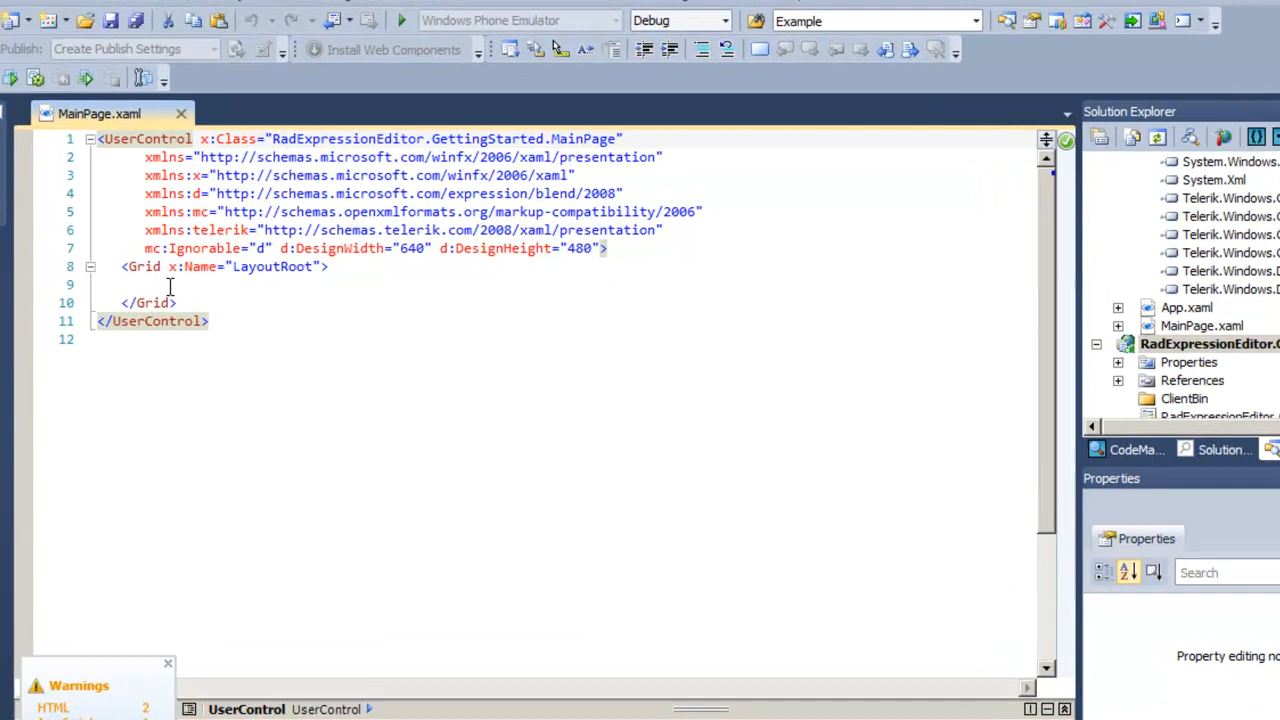 Windows Phone Emulator
Debug
Example
Publish:
Create Publish Settings
Install Web Components
MainPage.xaml
1 <UserControl x:Class="RadExpressionEditor.GettingStarted.MainPage"
2 xmlns="http://schemas.microsoft.com/winfx/2006/xaml/presentation"
3 xmlns:x="http://schemas.microsoft.com/winfx/2006/xaml"
4 xmlns:d="http://schemas.microsoft.com/expression/blend/2008"
5 xmlns:mc="http://schemas.openxmlformats.org/markup-compatibility/2006"
6 xmlns:telerik="http://schemas.telerik.com/2008/xaml/presentation"
7 mc:Ignorable="d" d:DesignWidth="640" d:DesignHeight="480">
8 <Grid x:Name="LayoutRoot">
9
10 </Grid>
11 </UserControl>
12
Warnings
HTML 2
UserControl UserControl
Solution Explorer
System.Windows.
System.Xml
Telerik.Windows.C
Telerik.Windows.C
Telerik.Windows.C
Telerik.Windows.C
Telerik.Windows.D
Telerik.Windows.D
App.xaml
MainPage.xaml
RadExpressionEditor.
Properties
References
ClientBin
RadExpressionEditor.
CodeMa...
Solution...
Properties
Properties
Search
Property editing